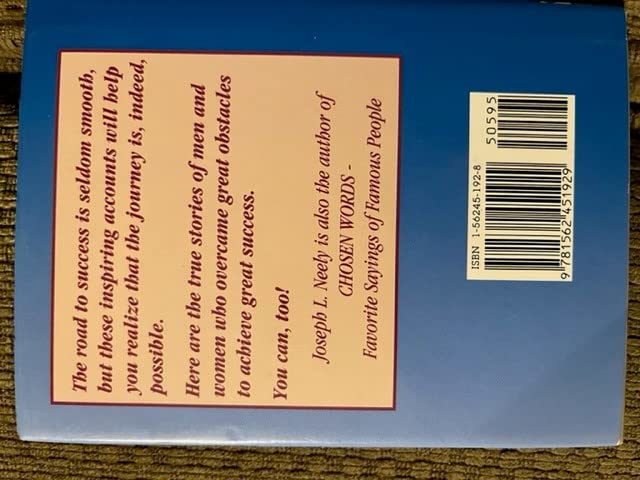 The road to success is seldom smooth,
but these inspiring accounts will help
you realize that the journey is, indeed,
possible.
Here are the true stories of men and
women who overcame great obstacles
to achieve great success.
You can, too!
Joseph L. Neely is also the author of
CHOSEN WORDS -
Favorite Sayings of Famous People
ISBN 1-56245-192-8
50595
9 781562 451929